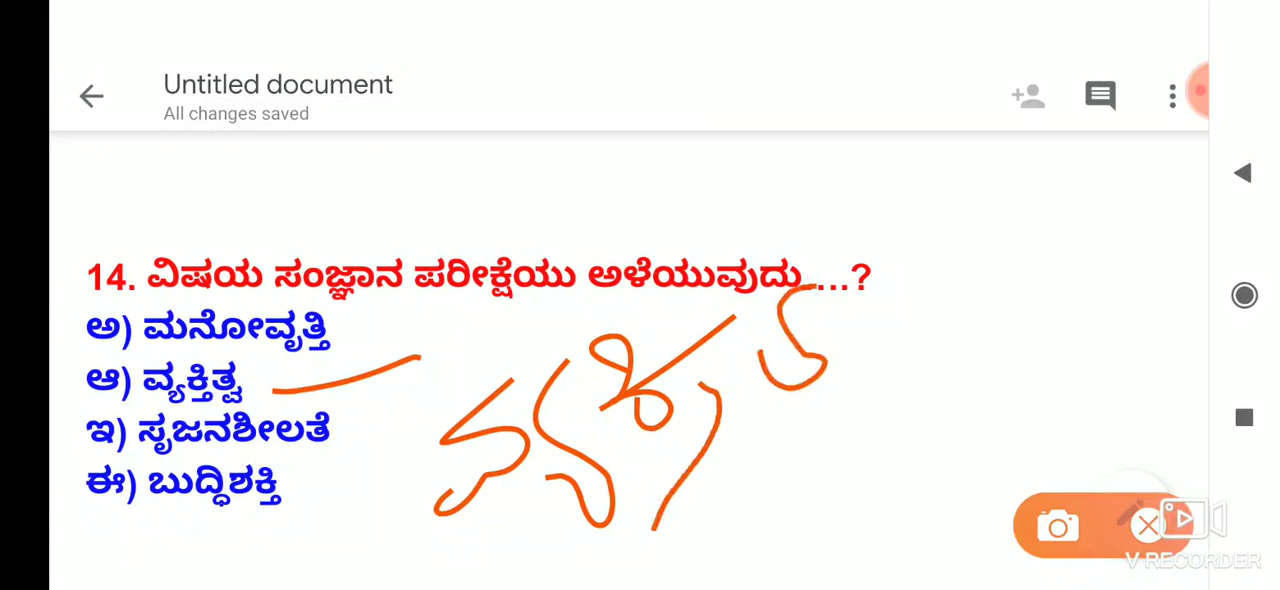 Untitled document
All changes saved
14. ವಿಷಯ ಸಂಜ್ಞಾನ ಪರೀಕ್ಷೆಯು ಅಳೆಯುವುದು....?
ಅ) ಮನೋವೃತ್ತಿ
ಆ) ವ್ಯಕ್ತಿತ್ವ
ಇ) ಸೃಜನಶೀಲತೆ
ಈ) ಬುದ್ಧಿಶಕ್ತಿ
V RECORDER